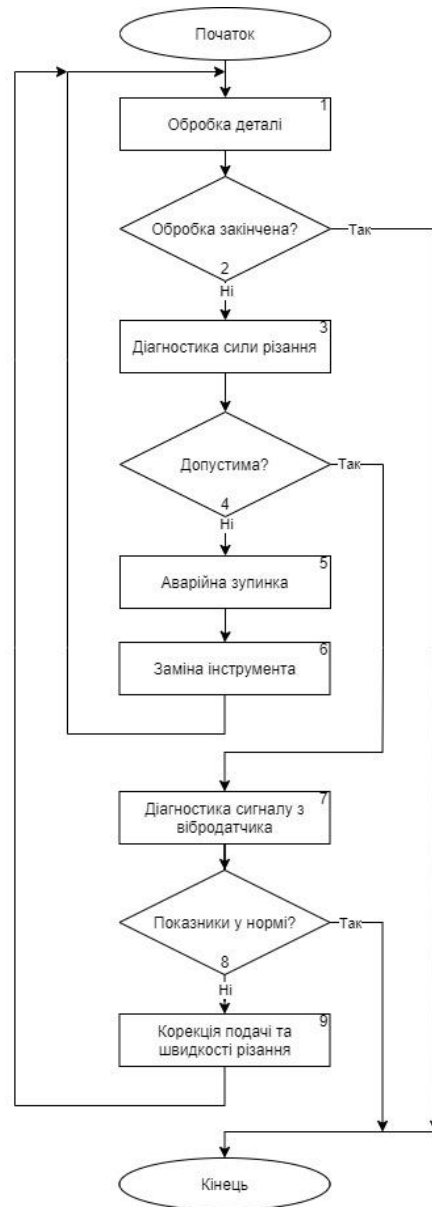 Початок
1
Обробка деталі
Обробка закінчена?
Так
2
Ні
3
Діагностика сили різання
Допустима?
Так
4
Ні
5
Аварійна зупинка
6
Заміна інструмента
7
Діагностика сигналу з
вібродатчика
Показники у нормі?
Так
8
Ні
9
Корекція подачі та
швидкості різання
Кінець